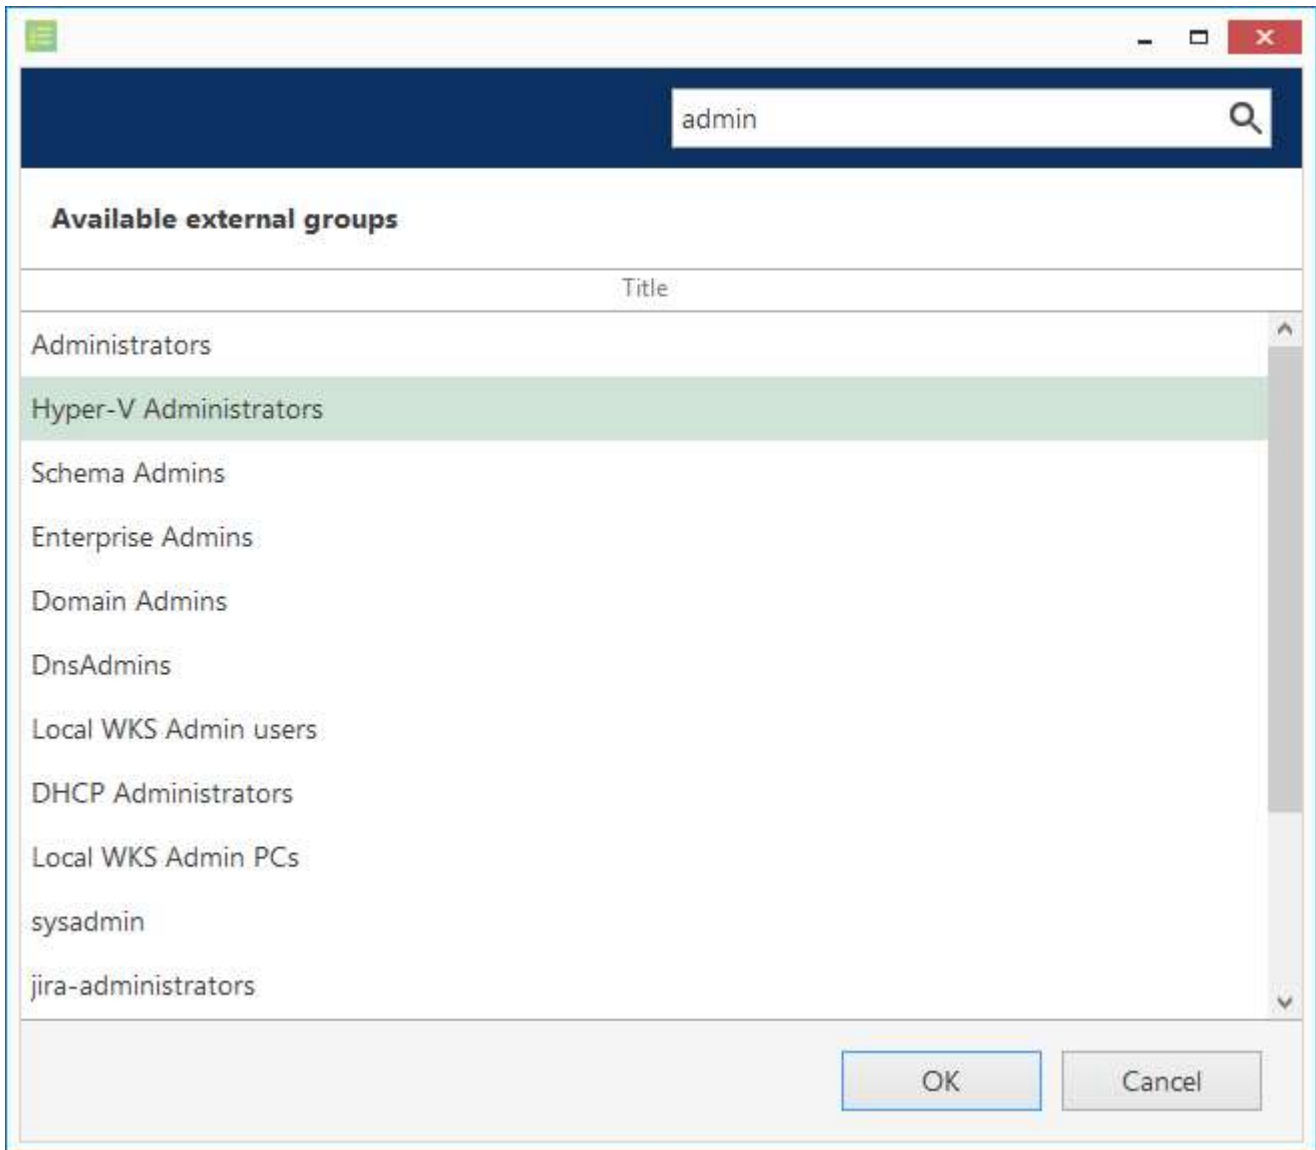 admin
Available external groups
Title
Administrators
Hyper-V Administrators
Schema Admins
Enterprise Admins
Domain Admins
DnsAdmins
Local WKS Admin users
DHCP Administrators
Local WKS Admin PCs
sysadmin
jira-administrators
OK Cancel